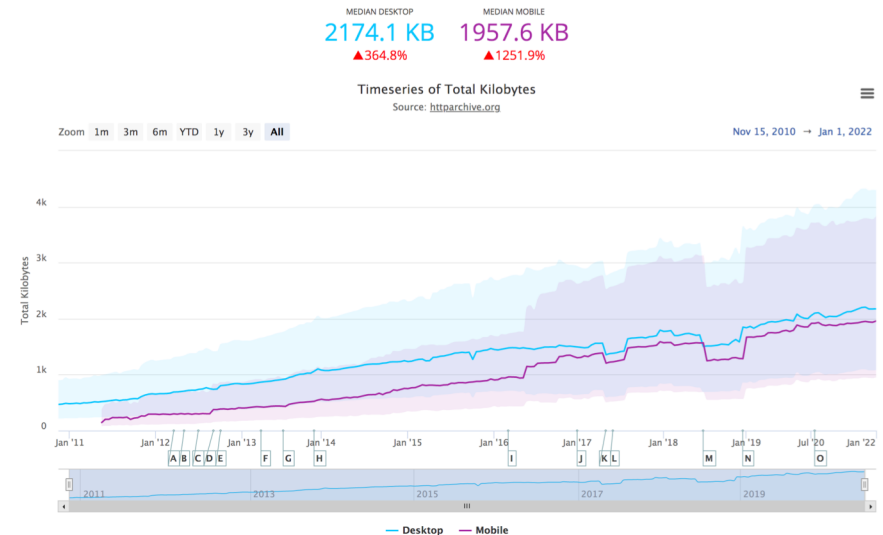 MEDIAN DESKTOP
2174.1 KB
▲364.8%
MEDIAN MOBILE
1957.6 KB
▲1251.9%
Timeseries of Total Kilobytes
Source: httparchive.org
Zoom 1m 3m 6m YTD 1y 3y All
Nov 15, 2010 → Jan 1, 2022
Total Kilobytes
4k
3k
2k
1k
0
Jan '11 Jan '12 Jan '13 Jan '14 Jan '15 Jan '16 Jan '17 Jan '18 Jan '19 Jul '20 Jan '22
A B C D E F G H I J K L M N O
2011 2013 2015 2017 2019
Desktop Mobile